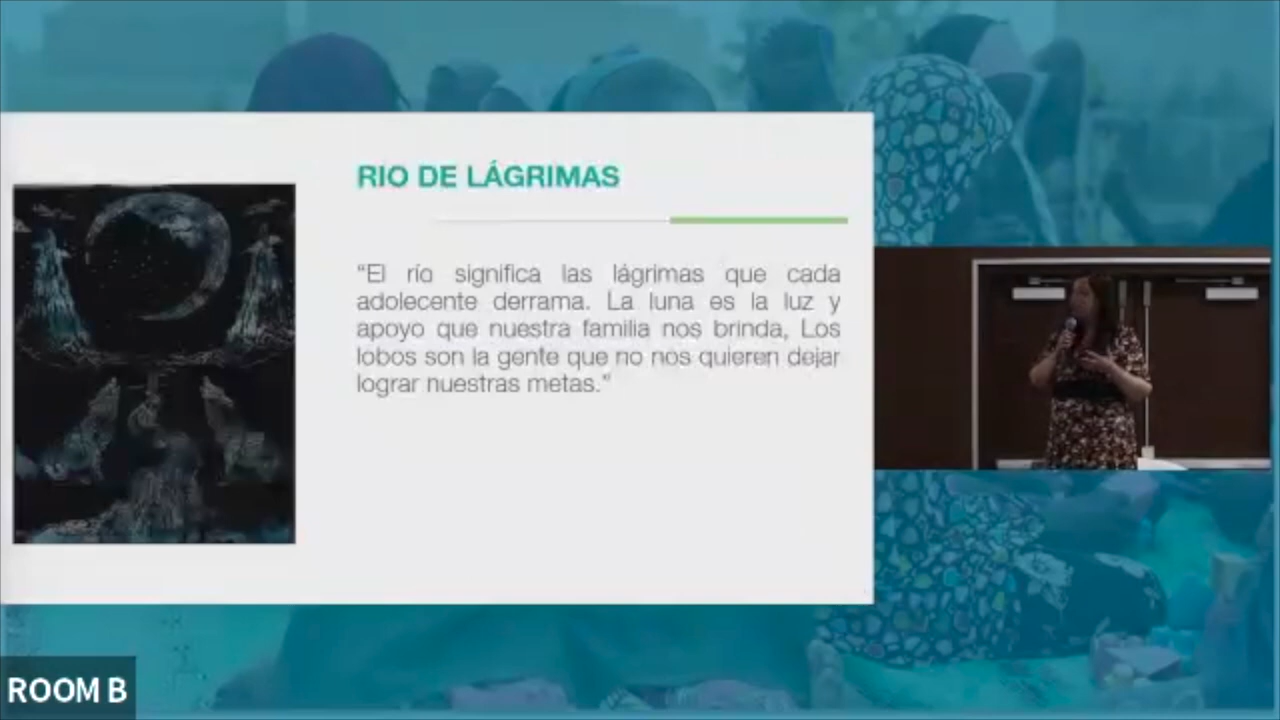 RIO DE LÁGRIMAS
“El río significa las lágrimas que cada
adolecente derrama. La luna es la luz y
apoyo que nuestra familia nos brinda, Los
lobos son la gente que no nos quieren dejar
lograr nuestras metas.”
ROOM B